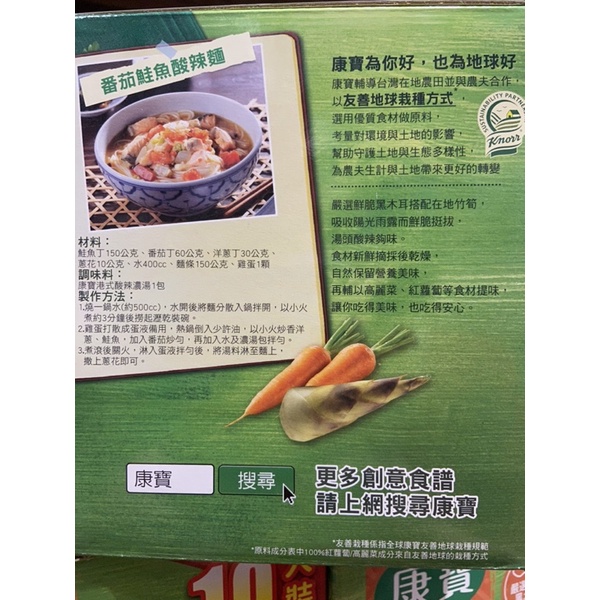 番茄鮭魚酸辣麵
材料：
鮭魚丁150公克、番茄丁60公克、洋蔥丁30公克、
蔥花10公克、水400cc、麵條150公克、雞蛋1顆
調味料：
康寶港式酸辣濃湯1包
製作方法：
1.燒一鍋水(約500cc)，水開後將麵分散入鍋拌開，以小火
煮約3分鐘後撈起瀝乾裝碗。
2.雞蛋打散成蛋液備用，熱鍋倒入少許油，以小火炒香洋
蔥、鮭魚，加入番茄炒勻，再加入水及濃湯包拌勻。
3.煮滾後關火，淋入蛋液拌勻後，將湯料淋至麵上，
撒上蔥花即可。
康寶為你好，也為地球好
康寶輔導台灣在地農田並與農夫合作，
以友善地球栽種方式*，
選用優質食材做原料，
考量對環境與土地的影響，
幫助守護土地與生態多樣性，
為農夫生計與土地帶來更好的轉變
SUSTAINABILITY PARTNER
Knorr
嚴選鮮脆黑木耳搭配在地竹筍，
吸收陽光雨露而鮮脆挺拔。
湯頭酸辣夠味。
食材新鮮摘採後乾燥，
自然保留營養美味，
再輔以高麗菜、紅蘿蔔等食材提味，
讓你吃得美味，也吃得安心。
康寶
搜尋
更多創意食譜
請上網搜尋康寶
*友善栽種係指全球康寶友善地球栽種規範
*原料成分表中100%紅蘿蔔/高麗菜成分來自友善地球的栽種方式
10入裝
康寶